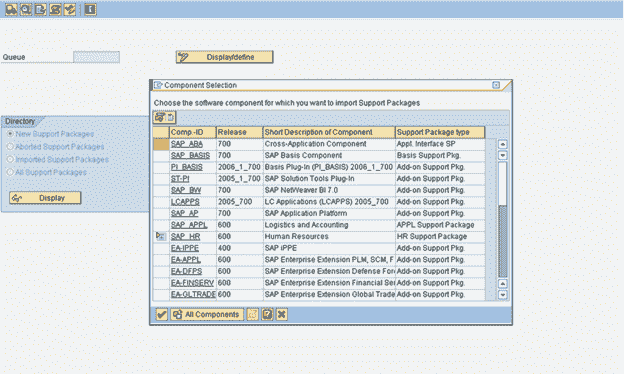 Queue
Display/define
Component Selection
Choose the software component for which you want to import Support Packages
Directory
New Support Packages
Aborted Support Packages
Imported Support Packages
All Support Packages
Display
Comp.-ID Release Short Description of Component Support Package type
SAP_ABA 700 Cross-Application Component Appl. Interface SP
SAP_BASIS 700 SAP Basis Component Basis Support Pkg.
PI_BASIS 2006_1_700 Basis Plug-In (PI_BASIS) 2006_1_700 Add-on Support Pkg.
ST-PI 2005_1_700 SAP Solution Tools Plug-In Add-on Support Pkg.
SAP_BW 700 SAP NetWeaver BI 7.0 Add-on Support Pkg.
LCAPPS 2005_700 LC Applications (LCAPPS) 2005_700 Add-on Support Pkg.
SAP_AP 700 SAP Application Platform Add-on Support Pkg.
SAP_APPL 600 Logistics and Accounting APPL Support Package
SAP_HR 600 Human Resources HR Support Package
EA-IPPE 400 SAP iPPE Add-on Support Pkg.
EA-APPL 600 SAP Enterprise Extension PLM, SCM, F Add-on Support Pkg.
EA-DFPS 600 SAP Enterprise Extension Defense For Add-on Support Pkg.
EA-FINSERV 600 SAP Enterprise Extension Financial Ser Add-on Support Pkg.
EA-GLTRADE 600 SAP Enterprise Extension Global Trade Add-on Support Pkg.
All Components